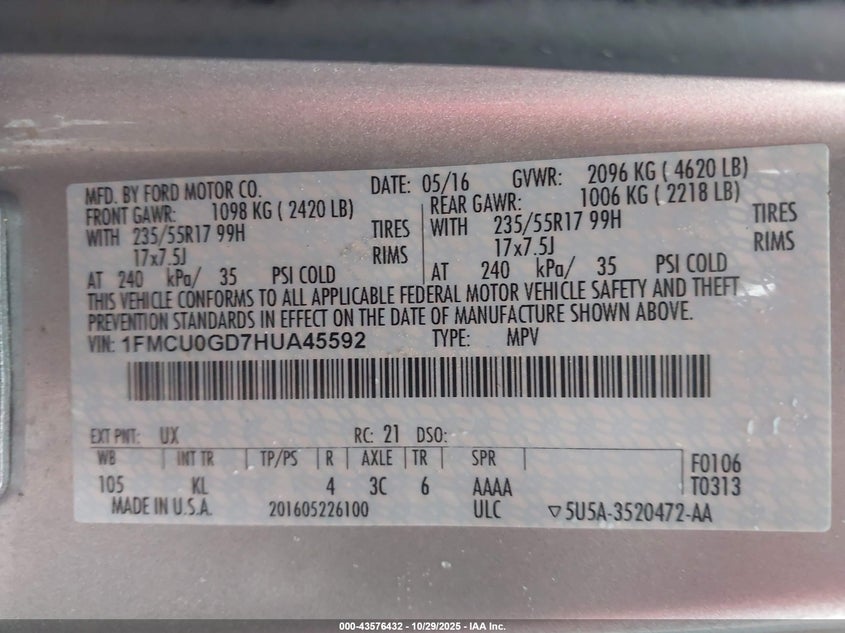 MFD. BY FORD MOTOR CO. DATE: 05/16 GVWR: 2096 KG ( 4620 LB)
FRONT GAWR: 1098 KG ( 2420 LB) REAR GAWR: 1006 KG ( 2218 LB)
WITH 235/55R17 99H TIRES WITH 235/55R17 99H TIRES
17x7.5J RIMS 17x7.5J RIMS
AT 240 kPa/ 35 PSI COLD AT 240 kPa/ 35 PSI COLD
THIS VEHICLE CONFORMS TO ALL APPLICABLE FEDERAL MOTOR VEHICLE SAFETY AND THEFT
PREVENTION STANDARDS IN EFFECT ON THE DATE OF MANUFACTURE SHOWN ABOVE.
VIN: 1FMCU0GD7HUA45592 TYPE: MPV
EXT PNT: UX RC: 21 DSO:
WB INT TR TP/PS R AXLE TR SPR F0106
105 KL 4 3C 6 AAAA T0313
MADE IN U.S.A. 201605226100 ULC ▽5U5A-3520472-AA
000-43576432 - 10/29/2025 - IAA Inc.